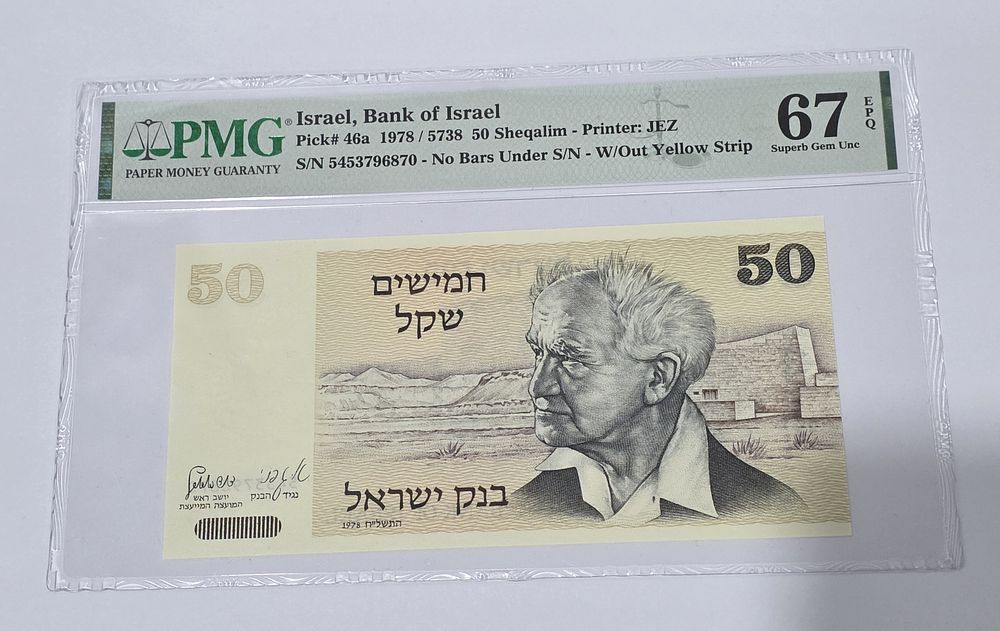 PMG®
PAPER MONEY GUARANTY
Israel, Bank of Israel
Pick# 46a 1978 / 5738 50 Sheqalim - Printer: JEZ
S/N 5453796870 - No Bars Under S/N - W/Out Yellow Strip
67 EPQ
Superb Gem Unc
50
חמישים
שקל
50
בנק ישראל
1978 התשל"ח
נגיד הבנק
יושב ראש
המועצה המייעצת